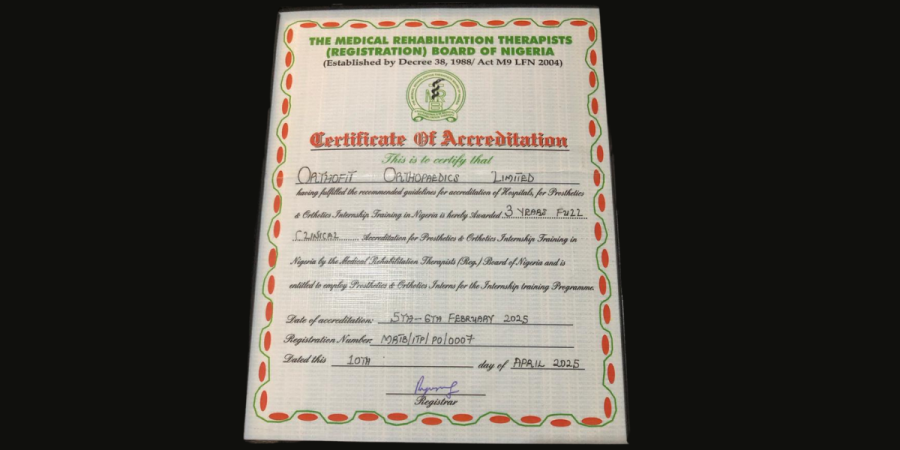 THE MEDICAL REHABILITATION THERAPISTS
(REGISTRATION) BOARD OF NIGERIA
(Established by Decree 38, 1988/ Act M9 LFN 2004)
Certificate Of Accreditation
This is to certify that
ORTHOFIT ORTHOPAEDICS LIMITED
having fulfilled the recommended guidelines for accreditation of Hospitals, for Prosthetics
& Orthotics Internship Training in Nigeria is hereby Awarded 3 YEARS FULL
CLINICAL Accreditation for Prosthetics & Orthotics Internship Training in
Nigeria by the Medical Rehabilitation Therapists (Reg.) Board of Nigeria and is
entitled to employ Prosthetics & Orthotics Interns for the Internship training Programme.
Date of accreditation: 5TH-6TH FEBRUARY 2025
Registration Number: MRTB/ITP/PO/0007
Dated this 10TH day of APRIL 2025
Registrar